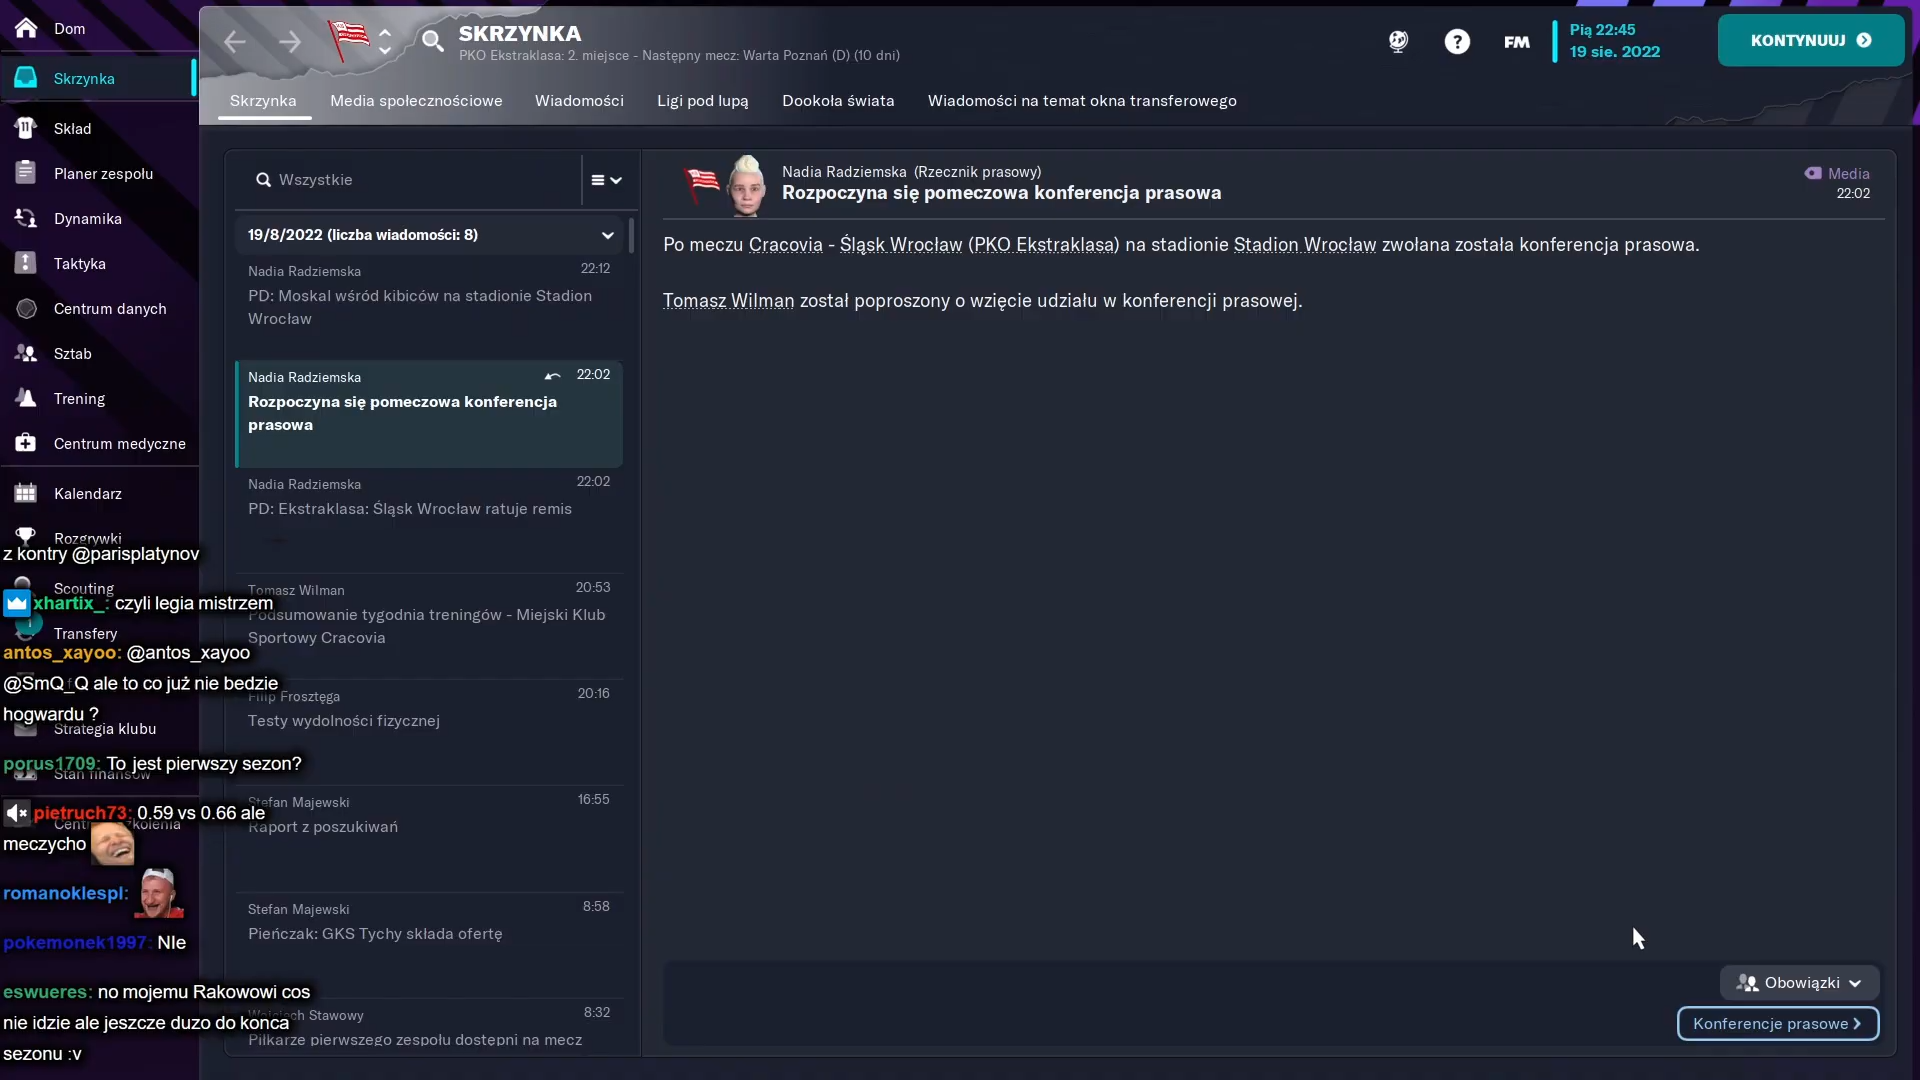 Dom
Skrzynka
Skład
Planer zespołu
Dynamika
Taktyka
Centrum danych
Sztab
Trening
Centrum medyczne
Kalendarz
Rozgrywki
Scouting
Transfery
Strategia klubu
Stan finansów
z kontry @parisplatynov
xhartix_: czyli legia mistrzem
antos_xayoo: @antos_xayoo
@SmQ_Q ale to co już nie bedzie
hogwardu ?
porus1709: To jest pierwszy sezon?
pietruch73: 0.59 vs 0.66 ale
meczycho
romanoklespl:
pokemonek1997: NIe
eswueres: no mojemu Rakowowi cos
nie idzie ale jeszcze duzo do konca
sezonu :v
SKRZYNKA
PKO Ekstraklasa: 2. miejsce - Następny mecz: Warta Poznań (D) (10 dni)
FM
Pią 22:45
19 sie. 2022
KONTYNUUJ
Skrzynka
Media społecznościowe
Wiadomości
Ligi pod lupą
Dookoła świata
Wiadomości na temat okna transferowego
Wszystkie
19/8/2022 (liczba wiadomości: 8)
Nadia Radziemska 22:12
PD: Moskal wśród kibiców na stadionie Stadion
Wrocław
Nadia Radziemska 22:02
Rozpoczyna się pomeczowa konferencja
prasowa
Nadia Radziemska 22:02
PD: Ekstraklasa: Śląsk Wrocław ratuje remis
Tomasz Wilman 20:53
Podsumowanie tygodnia treningów - Miejski Klub
Sportowy Cracovia
Filip Frosztęga 20:16
Testy wydolności fizycznej
Stefan Majewski 16:55
Raport z poszukiwań
Stefan Majewski 8:58
Pieńczak: GKS Tychy składa ofertę
Wojciech Stawowy 8:32
Piłkarze pierwszego zespołu dostępni na mecz
Nadia Radziemska (Rzecznik prasowy)
Rozpoczyna się pomeczowa konferencja prasowa
Media
22:02
Po meczu Cracovia - Śląsk Wrocław (PKO Ekstraklasa) na stadionie Stadion Wrocław zwołana została konferencja prasowa.
Tomasz Wilman został poproszony o wzięcie udziału w konferencji prasowej.
Obowiązki
Konferencje prasowe